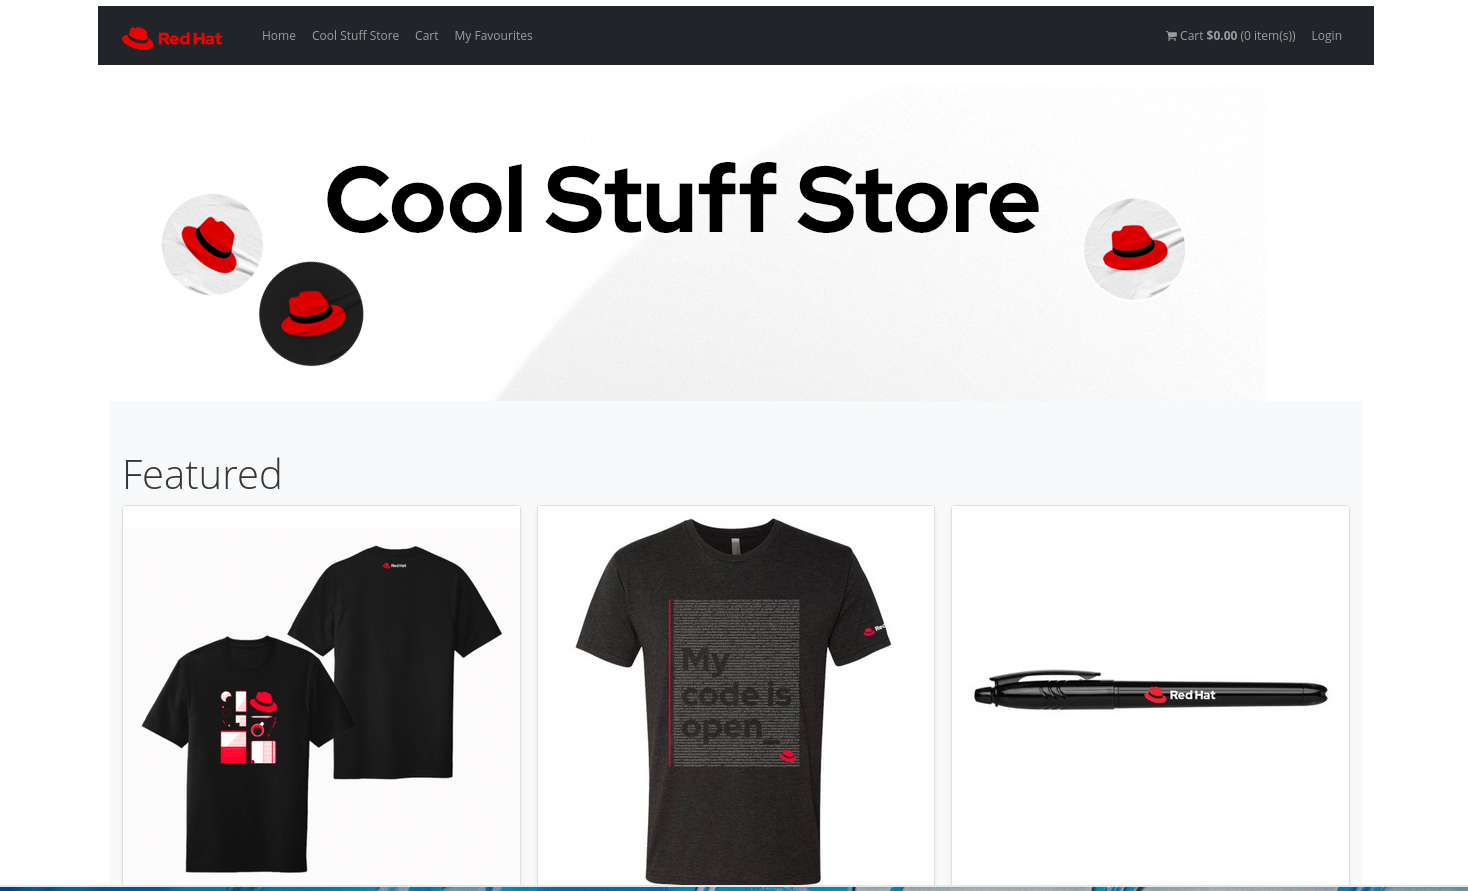 Red Hat
Home Cool Stuff Store Cart My Favourites
Cart $0.00 (0 item(s)) Login
Cool Stuff Store
Featured
Red Hat
My
code is
open_
Red Hat